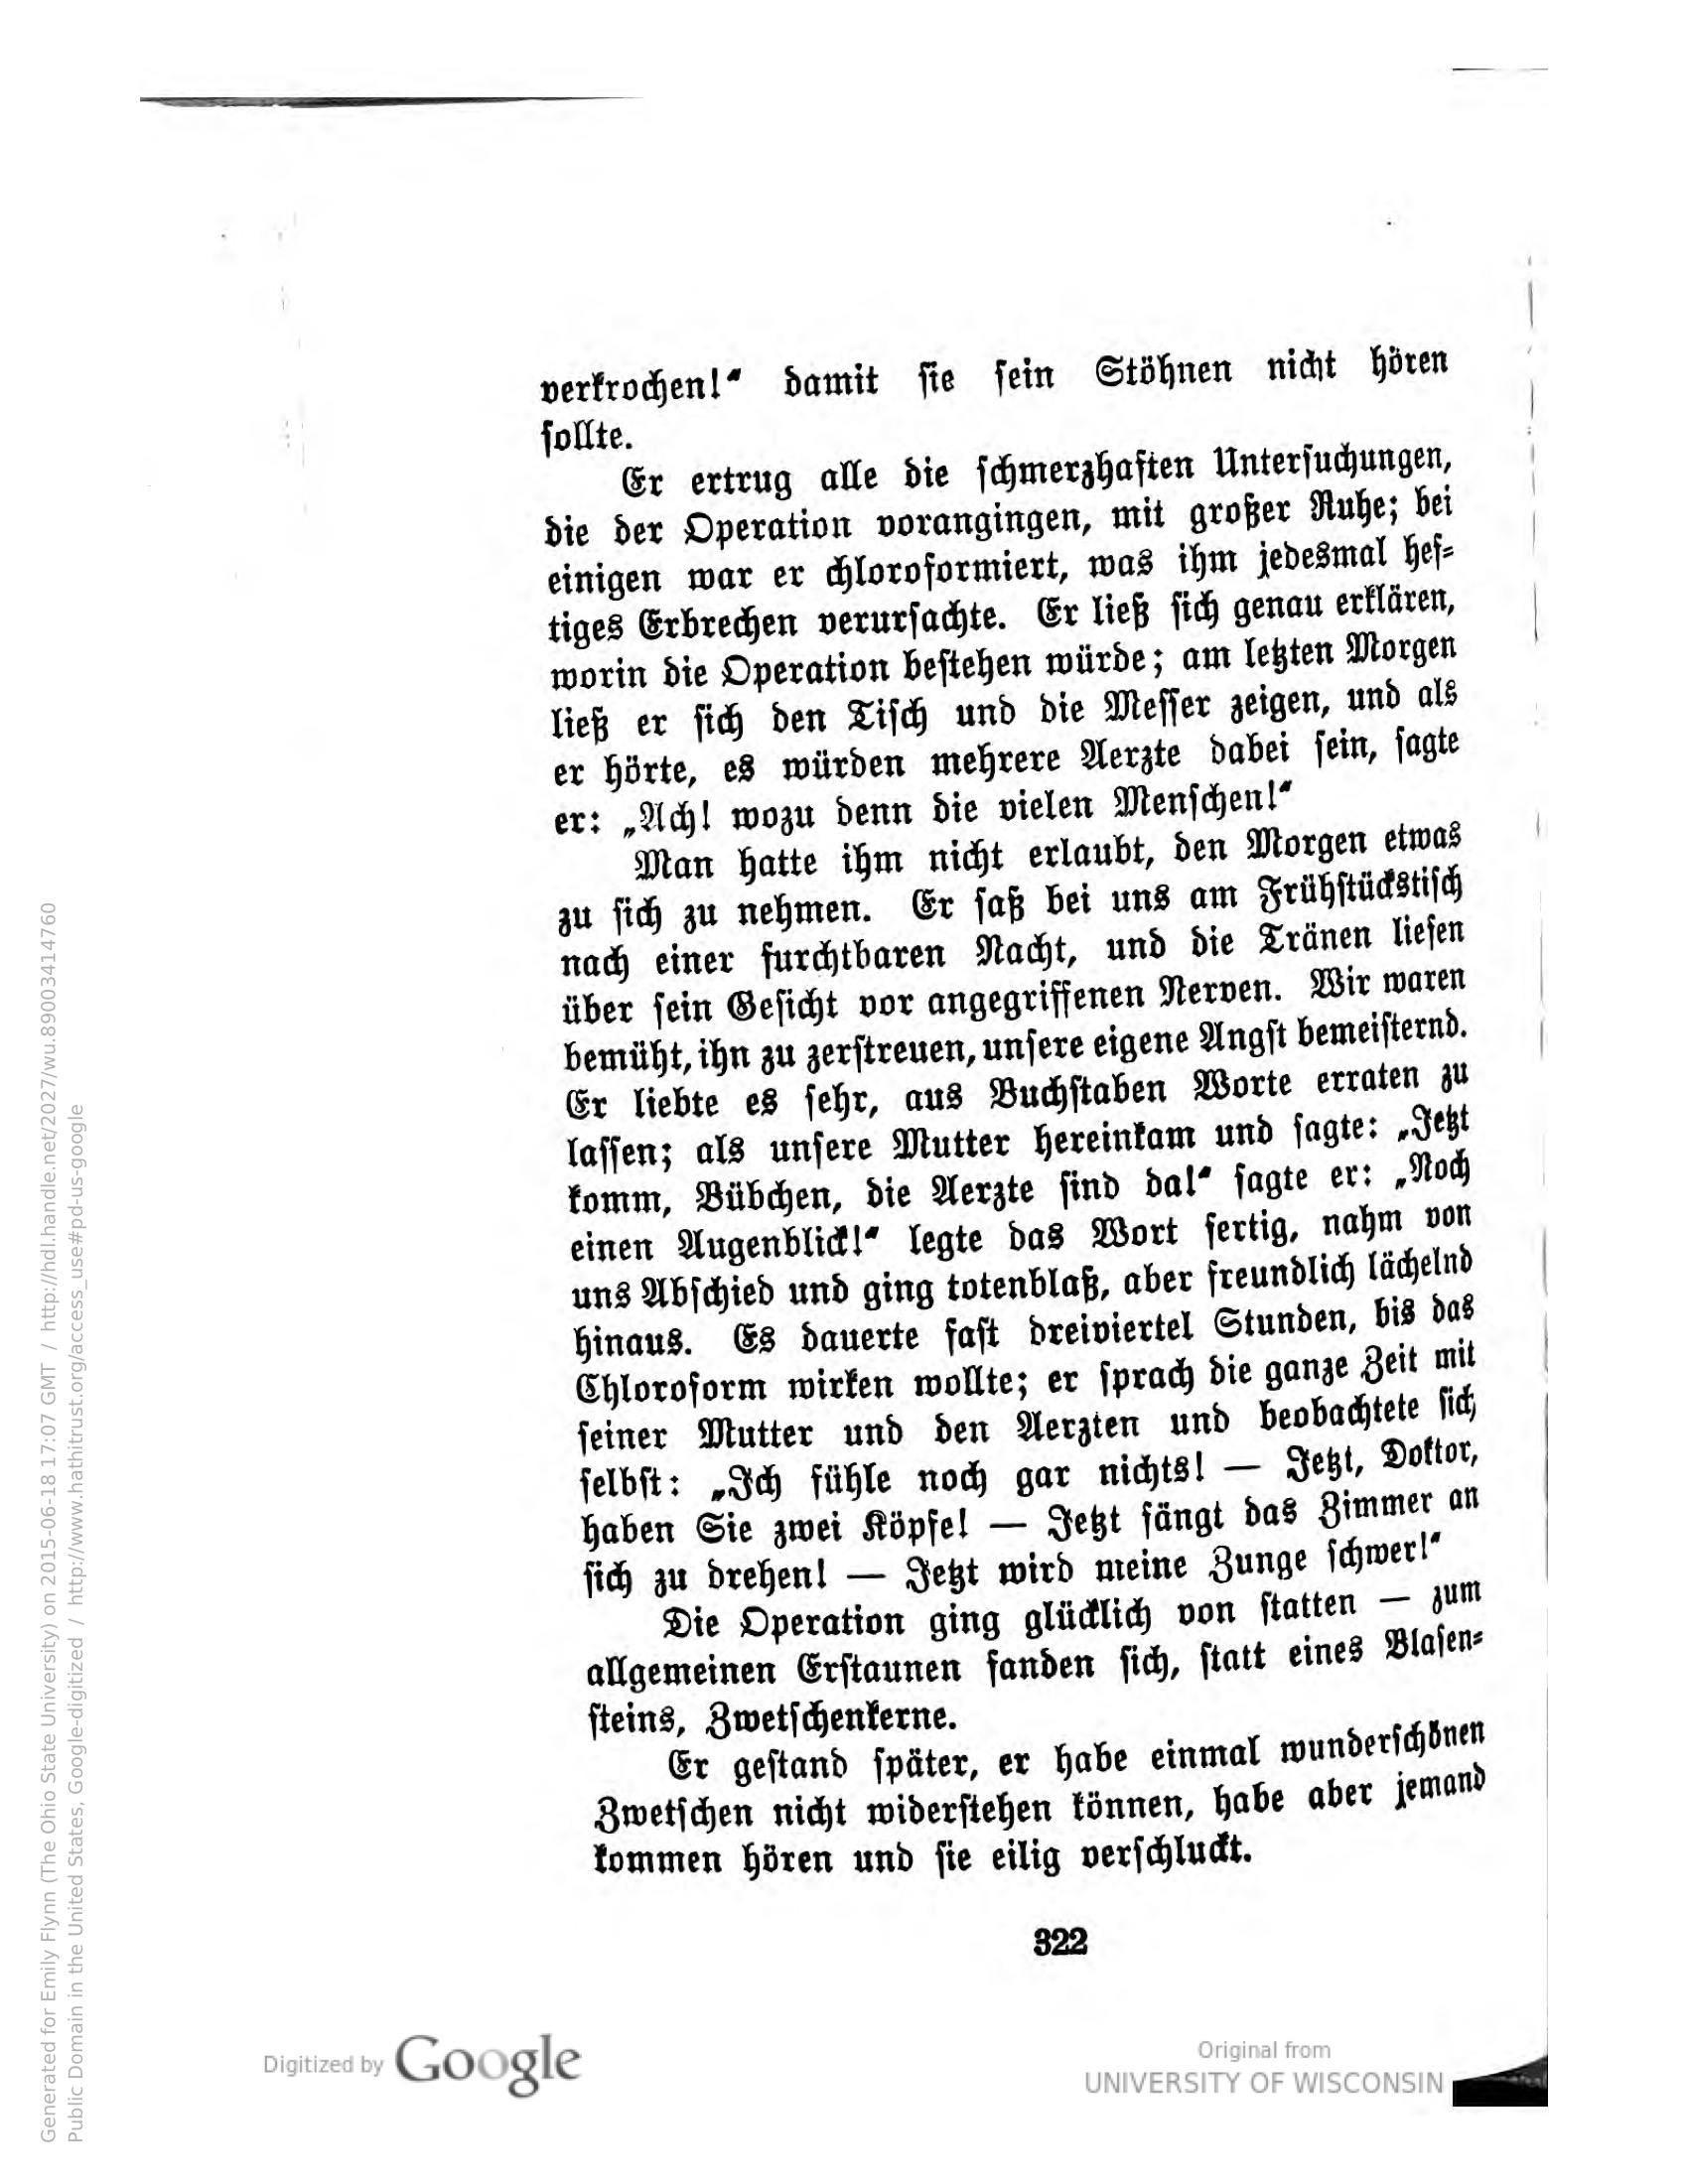 verkrochen!“ damit sie sein Stöhnen nicht hören
sollte.
Er ertrug alle die schmerzhaften Untersuchungen,
die der Operation vorangingen, mit großer Ruhe; bei
einigen war er chloroformiert, was ihm jedesmal hef-
tiges Erbrechen verursachte. Er ließ sich genau erklären,
worin die Operation bestehen würde; am letzten Morgen
ließ er sich den Tisch und die Messer zeigen, und als
er hörte, es würden mehrere Aerzte dabei sein, sagte
er: „Ach! wozu denn die vielen Menschen!“
Man hatte ihm nicht erlaubt, den Morgen etwas
zu sich zu nehmen. Er saß bei uns am Frühstückstisch
nach einer furchtbaren Nacht, und die Tränen liefen
über sein Gesicht vor angegriffenen Nerven. Wir waren
bemüht, ihn zu zerstreuen, unsere eigene Angst bemeisternd.
Er liebte es sehr, aus Buchstaben Worte erraten zu
lassen; als unsere Mutter hereinkam und sagte: „Jetzt
komm, Bübchen, die Aerzte sind da!“ sagte er: „Noch
einen Augenblick!“ legte das Wort fertig, nahm von
uns Abschied und ging totenblaß, aber freundlich lächelnd
hinaus. Es dauerte fast dreiviertel Stunden, bis das
Chloroform wirken wollte; er sprach die ganze Zeit mit
seiner Mutter und den Aerzten und beobachtete sich
selbst: „Ich fühle noch gar nichts! — Jetzt, Doktor,
haben Sie zwei Köpfe! — Jetzt fängt das Zimmer an
sich zu drehen! — Jetzt wird meine Zunge schwer!“
Die Operation ging glücklich von statten — zum
allgemeinen Erstaunen fanden sich, statt eines Blasen-
steins, Zwetschenkerne.
Er gestand später, er habe einmal wunderschönen
Zwetschen nicht widerstehen können, habe aber jemand
kommen hören und sie eilig verschluckt.
322
Digitized by Google
Original from
UNIVERSITY OF WISCONSIN
Generated for Emily Flynn (The Ohio State University) on 2015-06-18 17:07 GMT / http://hdl.handle.net/2027/wu.89003414760
Public Domain in the United States, Google-digitized / http://www.hathitrust.org/access_use#pd-us-google